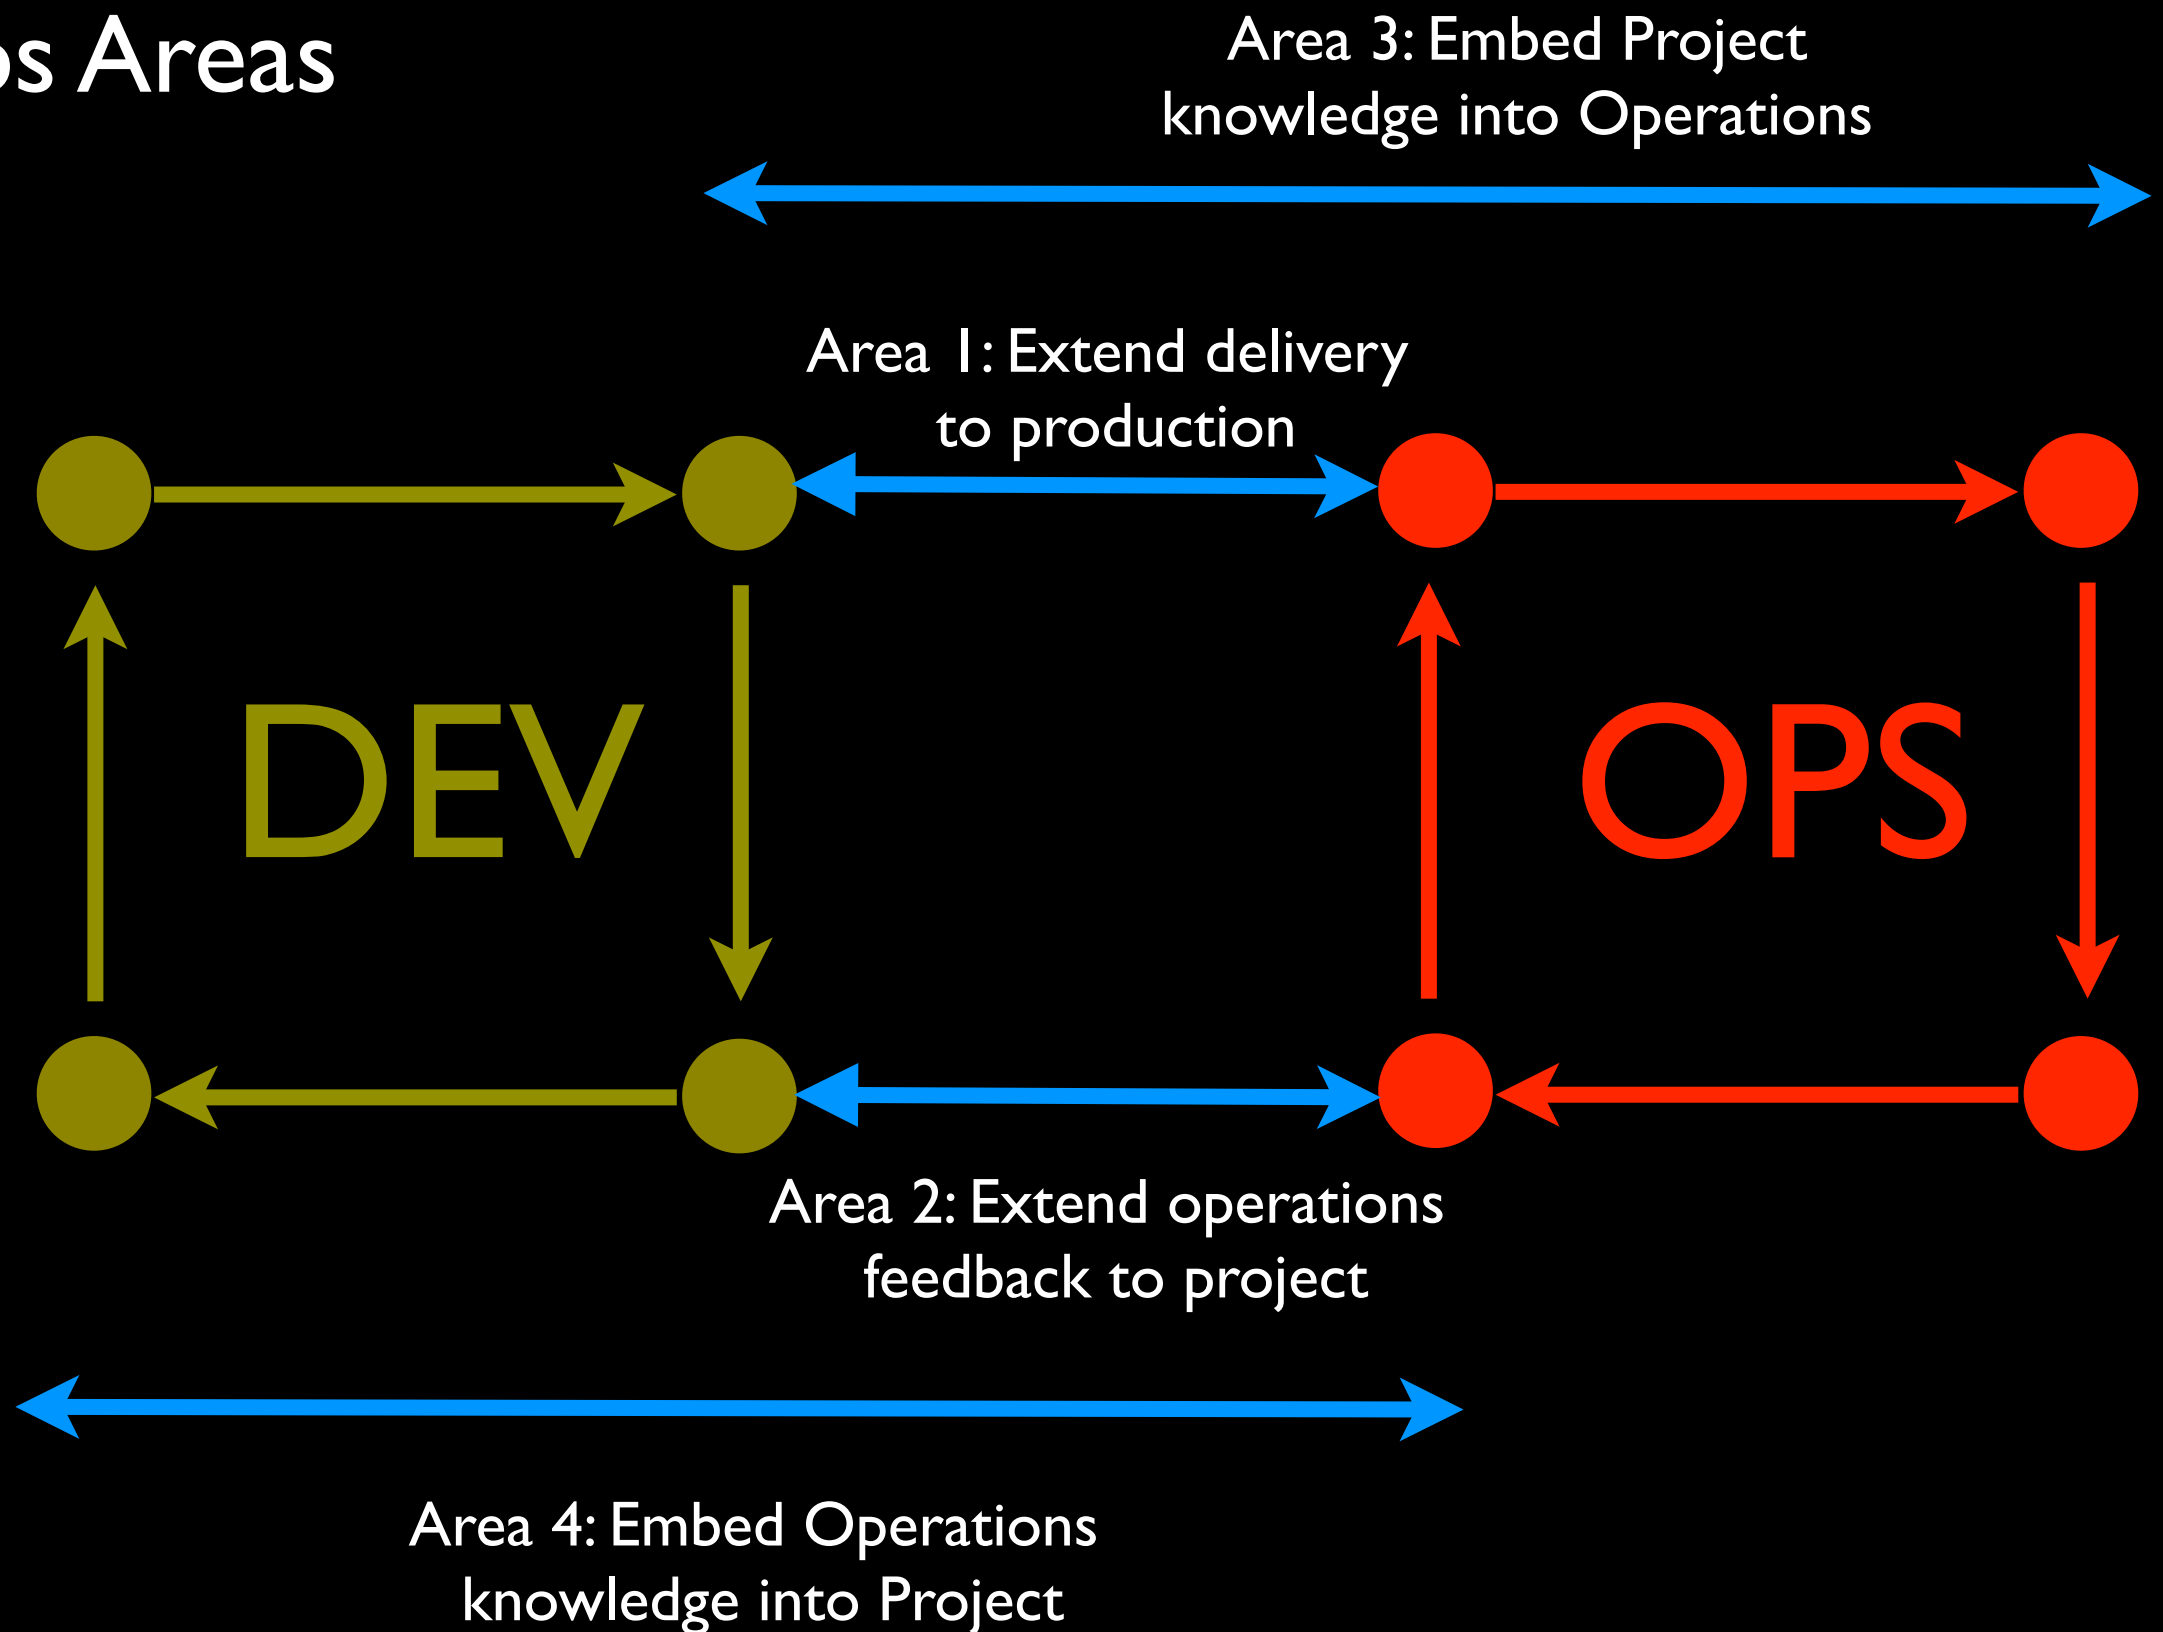 s Areas
Area 3: Embed Project
knowledge into Operations
Area 1: Extend delivery
to production
DEV
OPS
Area 2: Extend operations
feedback to project
Area 4: Embed Operations
knowledge into Project